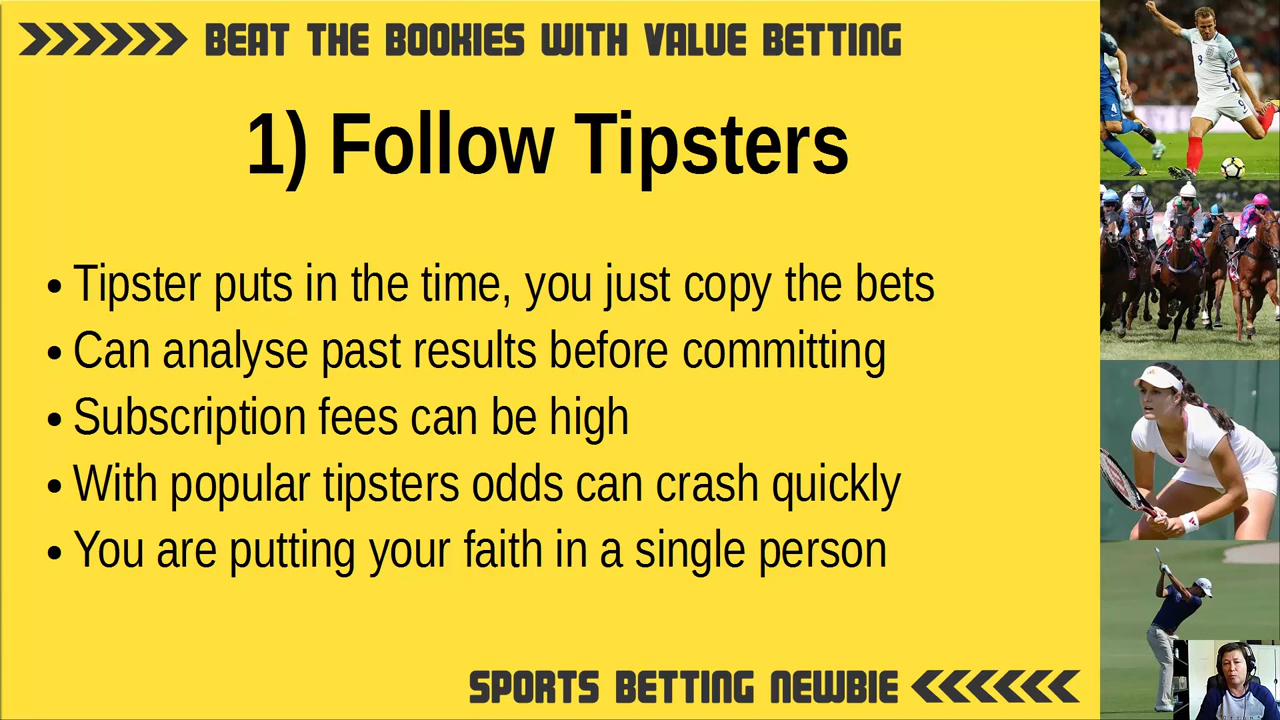 BEAT THE BOOKIES WITH VALUE BETTING
1) Follow Tipsters
• Tipster puts in the time, you just copy the bets
• Can analyse past results before committing
• Subscription fees can be high
• With popular tipsters odds can crash quickly
• You are putting your faith in a single person
SPORTS BETTING NEWBIE
9
4